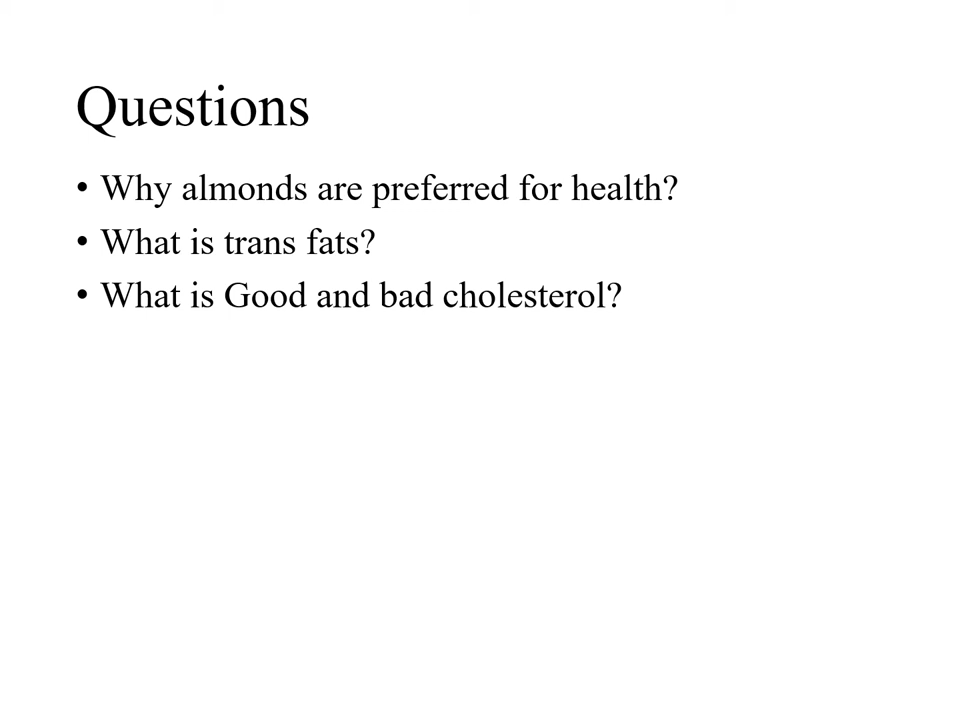 Questions
• Why almonds are preferred for health?
• What is trans fats?
• What is Good and bad cholesterol?